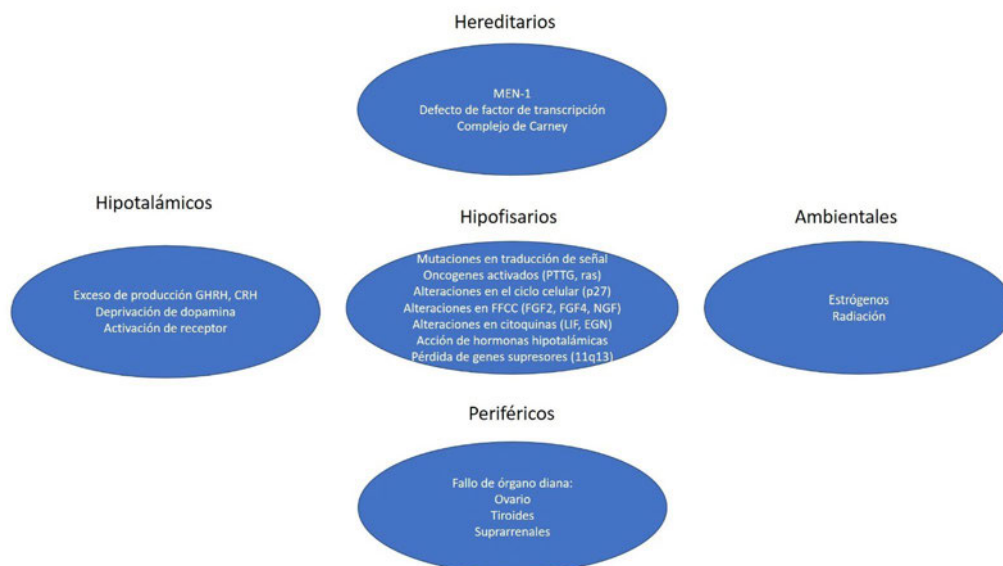 Hereditarios
MEN-1
Defecto de factor de transcripción
Complejo de Carney
Hipotalámicos
Exceso de producción GHRH, CRH
Deprivación de dopamina
Activación de receptor
Hipofisarios
Mutaciones en traducción de señal
Oncogenes activados (PTTG, ras)
Alteraciones en el ciclo celular (p27)
Alteraciones en FFCC (FGF2, FGF4, NGF)
Alteraciones en citoquinas (LIF, EGN)
Acción de hormonas hipotalámicas
Pérdida de genes supresores (11q13)
Ambientales
Estrógenos
Radiación
Periféricos
Fallo de órgano diana:
Ovario
Tiroides
Suprarrenales